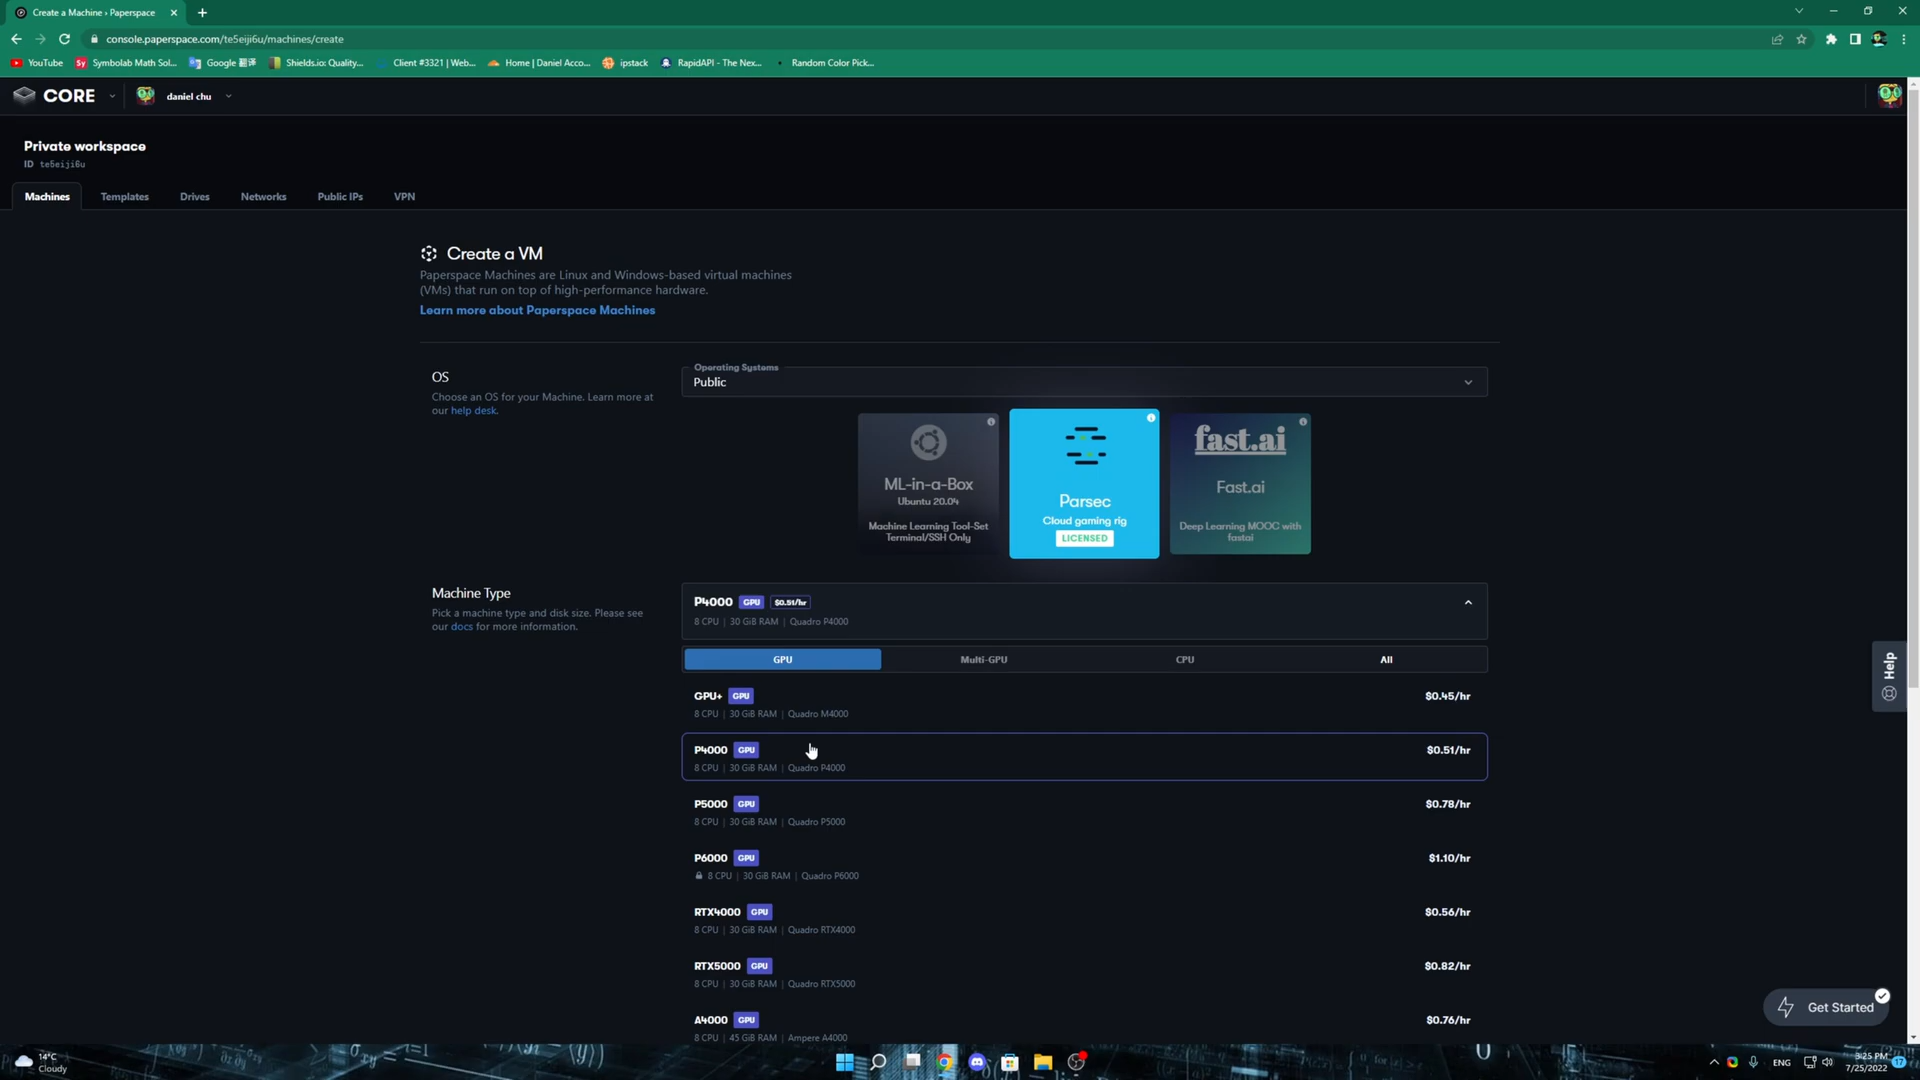 Create a Machine › Paperspace
console.paperspace.com/te5eiji6u/machines/create
YouTube
Symbolab Math Sol...
Google 翻译
Shields.io: Quality...
Client #3321 | Web...
Home | Daniel Acco...
ipstack
RapidAPI - The Nex...
Random Color Pick...
CORE
daniel chu
Private workspace
ID te5eiji6u
Machines
Templates
Drives
Networks
Public IPs
VPN
Create a VM
Paperspace Machines are Linux and Windows-based virtual machines
(VMs) that run on top of high-performance hardware.
Learn more about Paperspace Machines
OS
Choose an OS for your Machine. Learn more at
our help desk.
Operating Systems
Public
ML-in-a-Box
Ubuntu 20.04
Machine Learning Tool-Set
Terminal/SSH Only
Parsec
Cloud gaming rig
LICENSED
fast.ai
Fast.ai
Deep Learning MOOC with
fastai
Machine Type
Pick a machine type and disk size. Please see
our docs for more information.
P4000 GPU $0.51/hr
8 CPU | 30 GiB RAM | Quadro P4000
GPU
Multi-GPU
CPU
All
GPU+ GPU $0.45/hr
8 CPU | 30 GiB RAM | Quadro M4000
P4000 GPU $0.51/hr
8 CPU | 30 GiB RAM | Quadro P4000
P5000 GPU $0.78/hr
8 CPU | 30 GiB RAM | Quadro P5000
P6000 GPU $1.10/hr
8 CPU | 30 GiB RAM | Quadro P6000
RTX4000 GPU $0.56/hr
8 CPU | 30 GiB RAM | Quadro RTX4000
RTX5000 GPU $0.82/hr
8 CPU | 30 GiB RAM | Quadro RTX5000
A4000 GPU $0.76/hr
8 CPU | 45 GiB RAM | Ampere A4000
Help
Get Started
14°C
Cloudy
ENG
3:25 PM
7/25/2022
17